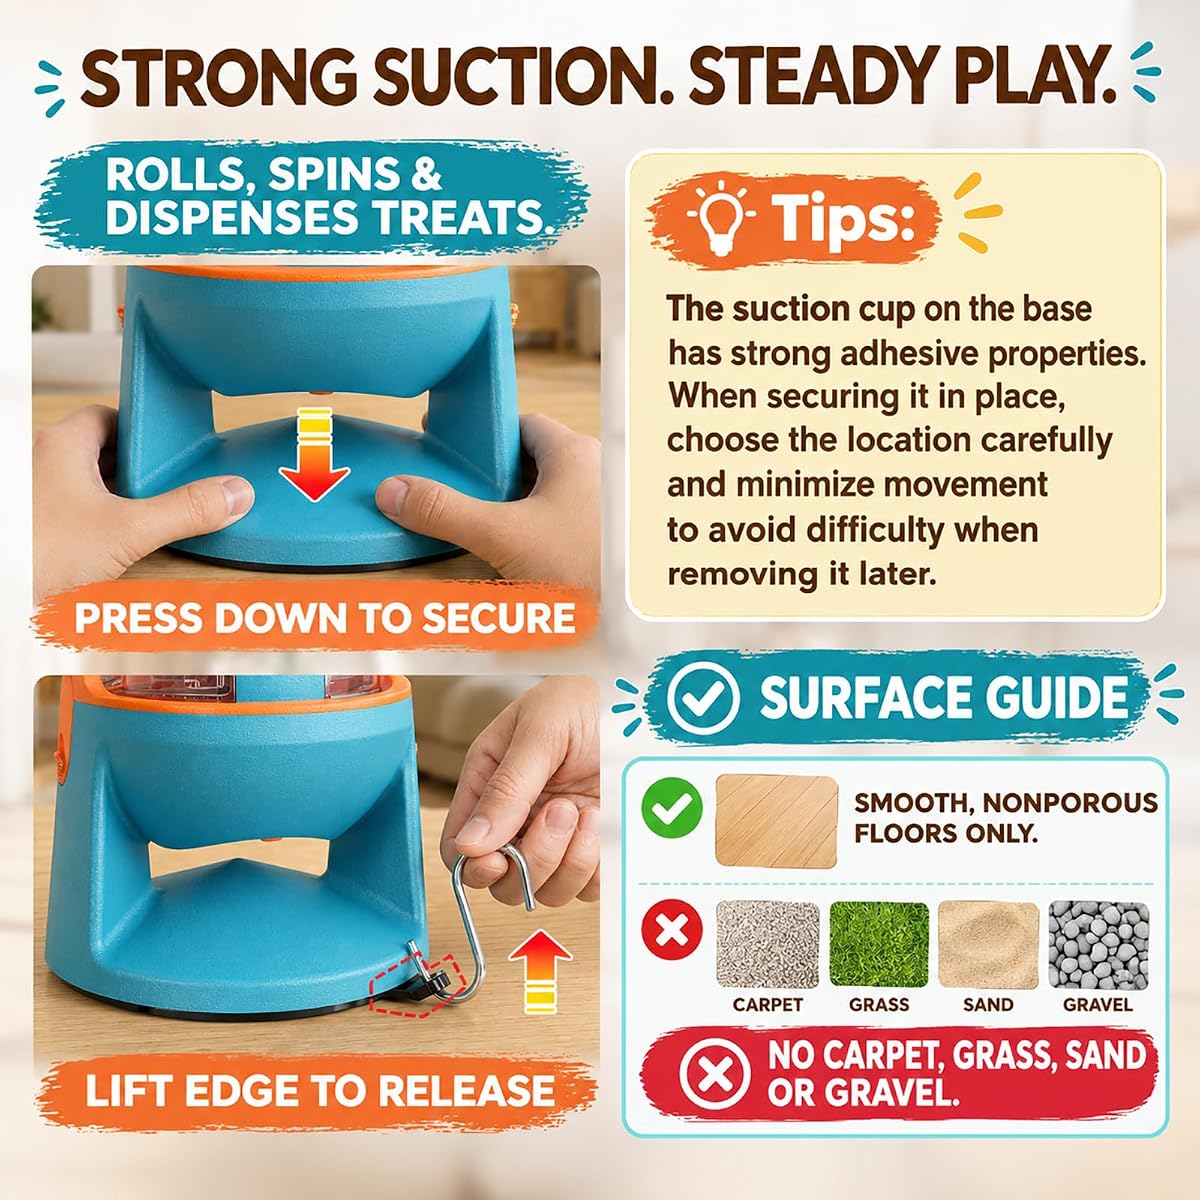 STRONG SUCTION. STEADY PLAY.
ROLLS, SPINS &
DISPENSES TREATS.
PRESS DOWN TO SECURE
LIFT EDGE TO RELEASE
Tips:
The suction cup on the base
has strong adhesive properties.
When securing it in place,
choose the location carefully
and minimize movement
to avoid difficulty when
removing it later.
SURFACE GUIDE
SMOOTH, NONPOROUS
FLOORS ONLY.
CARPET
GRASS
SAND
GRAVEL
NO CARPET, GRASS, SAND
OR GRAVEL.